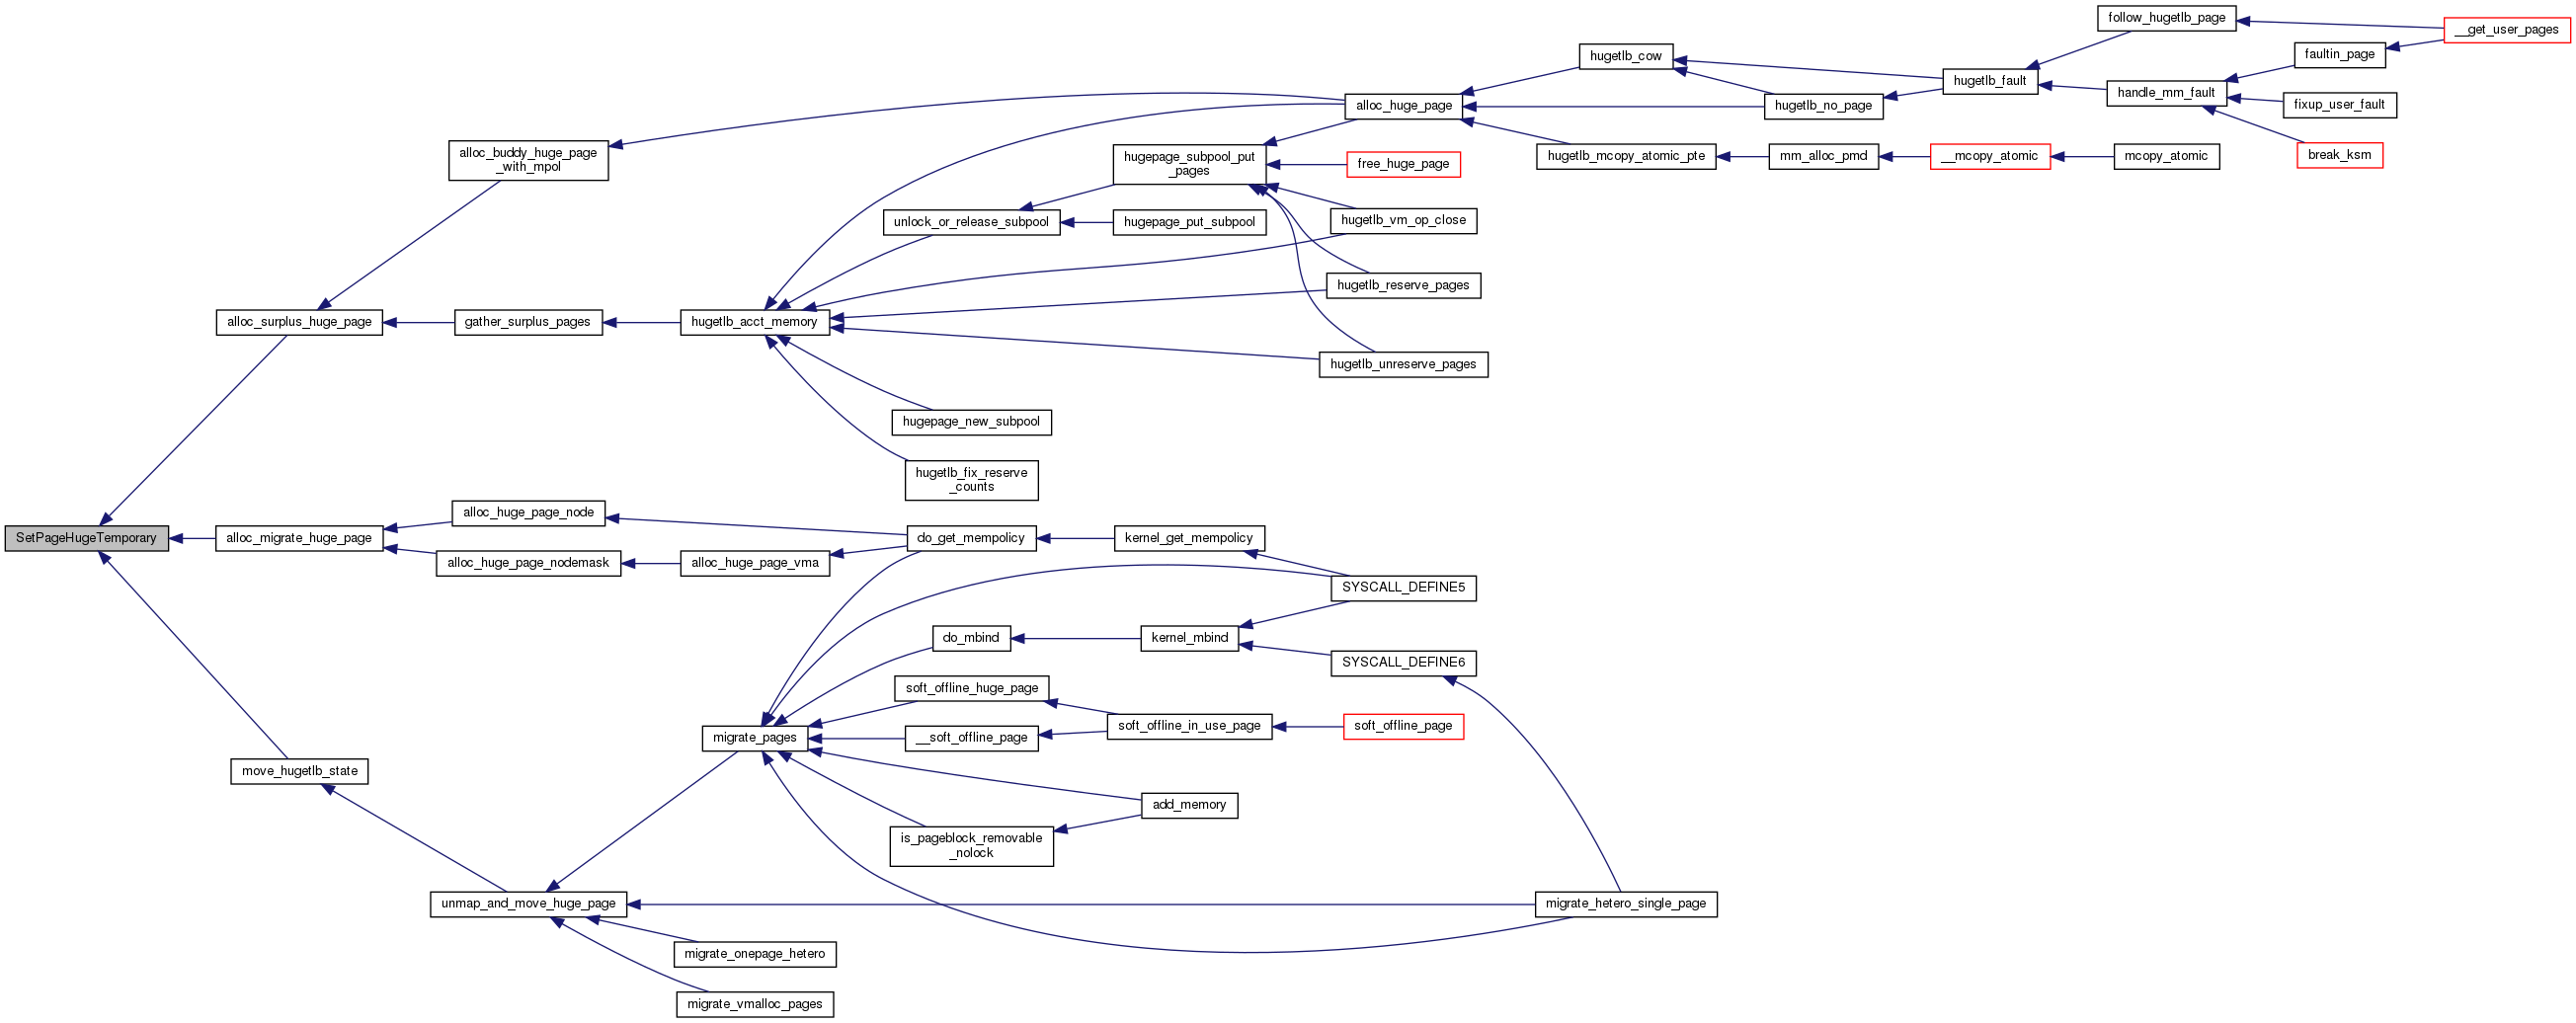 follow_hugetlb_page
__get_user_pages
hugetlb_cow
faultin_page
hugetlb_fault
handle_mm_fault
alloc_huge_page
hugetlb_no_page
fixup_user_fault
alloc_buddy_huge_page
_with_mpol
hugepage_subpool_put
_pages
free_huge_page
hugetlb_mcopy_atomic_pte
mm_alloc_pmd
__mcopy_atomic
mcopy_atomic
break_ksm
unlock_or_release_subpool
hugepage_put_subpool
hugetlb_vm_op_close
hugetlb_reserve_pages
alloc_surplus_huge_page
gather_surplus_pages
hugetlb_acct_memory
hugetlb_unreserve_pages
hugepage_new_subpool
hugetlb_fix_reserve
_counts
SetPageHugeTemporary
alloc_migrate_huge_page
alloc_huge_page_node
do_get_mempolicy
kernel_get_mempolicy
alloc_huge_page_nodemask
alloc_huge_page_vma
SYSCALL_DEFINE5
do_mbind
kernel_mbind
SYSCALL_DEFINE6
soft_offline_huge_page
migrate_pages
__soft_offline_page
soft_offline_in_use_page
soft_offline_page
move_hugetlb_state
add_memory
is_pageblock_removable
_nolock
unmap_and_move_huge_page
migrate_hetero_single_page
migrate_onepage_hetero
migrate_vmalloc_pages